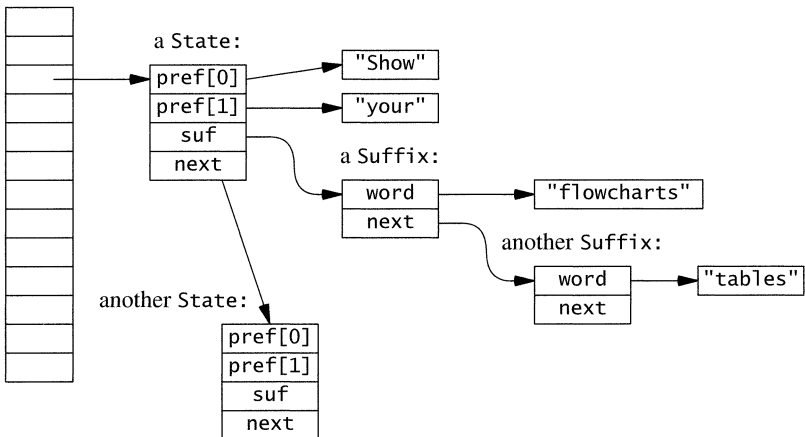 a State:
pref[0]
pref[1]
suf
next
"Show"
"your"
a Suffix:
word
next
"flowcharts"
another Suffix:
word
next
"tables"
another State:
pref[0]
pref[1]
suf
next